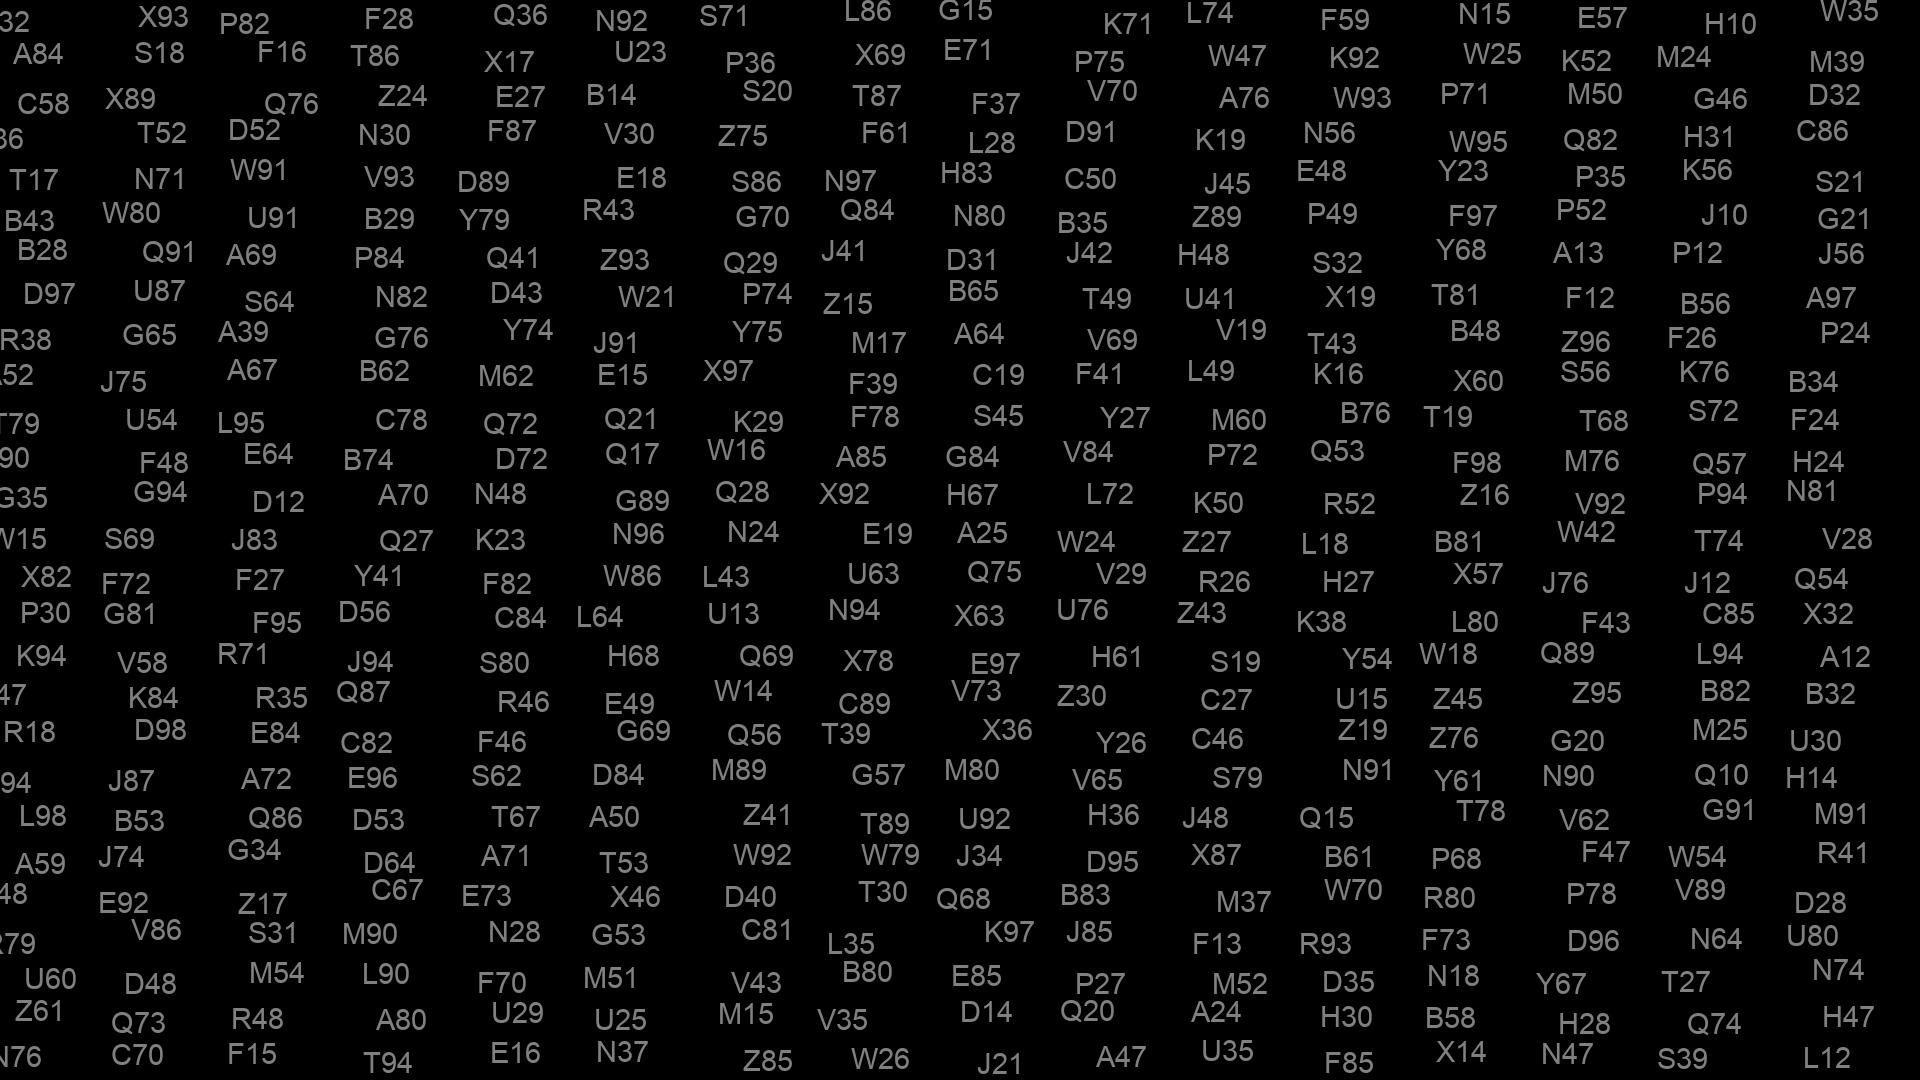 32 X93 P82 F28 Q36 N92 S71 L86 G15 K71 L74 F59 N15 E57 H10 W35
A84 S18 F16 T86 X17 U23 P36 X69 E71 P75 W47 K92 W25 K52 M24 M39
C58 X89 Q76 Z24 E27 B14 S20 T87 F37 V70 A76 W93 P71 M50 G46 D32
36 T52 D52 N30 F87 V30 Z75 F61 L28 D91 K19 N56 W95 Q82 H31 C86
T17 N71 W91 V93 D89 E18 S86 N97 H83 C50 J45 E48 Y23 P35 K56 S21
B43 W80 U91 B29 Y79 R43 G70 Q84 N80 B35 Z89 P49 F97 P52 J10 G21
B28 Q91 A69 P84 Q41 Z93 Q29 J41 D31 J42 H48 S32 Y68 A13 P12 J56
D97 U87 S64 N82 D43 W21 P74 Z15 B65 T49 U41 X19 T81 F12 B56 A97
R38 G65 A39 G76 Y74 J91 Y75 M17 A64 V69 V19 T43 B48 Z96 F26 P24
52 J75 A67 B62 M62 E15 X97 F39 C19 F41 L49 K16 X60 S56 K76 B34
T79 U54 L95 C78 Q72 Q21 K29 F78 S45 Y27 M60 B76 T19 T68 S72 F24
90 F48 E64 B74 D72 Q17 W16 A85 G84 V84 P72 Q53 F98 M76 Q57 H24
G35 G94 D12 A70 N48 G89 Q28 X92 H67 L72 K50 R52 Z16 V92 P94 N81
W15 S69 J83 Q27 K23 N96 N24 E19 A25 W24 Z27 L18 B81 W42 T74 V28
X82 F72 F27 Y41 F82 W86 L43 U63 Q75 V29 R26 H27 X57 J76 J12 Q54
P30 G81 F95 D56 C84 L64 U13 N94 X63 U76 Z43 K38 L80 F43 C85 X32
K94 V58 R71 J94 S80 H68 Q69 X78 E97 H61 S19 Y54 W18 Q89 L94 A12
47 K84 R35 Q87 R46 E49 W14 C89 V73 Z30 C27 U15 Z45 Z95 B82 B32
R18 D98 E84 C82 F46 G69 Q56 T39 X36 Y26 C46 Z19 Z76 G20 M25 U30
94 J87 A72 E96 S62 D84 M89 G57 M80 V65 S79 N91 Y61 N90 Q10 H14
L98 B53 Q86 D53 T67 A50 Z41 T89 U92 H36 J48 Q15 T78 V62 G91 M91
A59 J74 G34 D64 A71 T53 W92 W79 J34 D95 X87 B61 P68 F47 W54 R41
48 E92 Z17 C67 E73 X46 D40 T30 Q68 B83 M37 W70 R80 P78 V89 D28
R79 V86 S31 M90 N28 G53 C81 L35 K97 J85 F13 R93 F73 D96 N64 U80
U60 D48 M54 L90 F70 M51 V43 B80 E85 P27 M52 D35 N18 Y67 T27 N74
Z61 Q73 R48 A80 U29 U25 M15 V35 D14 Q20 A24 H30 B58 H28 Q74 H47
N76 C70 F15 T94 E16 N37 Z85 W26 J21 A47 U35 F85 X14 N47 S39 L12